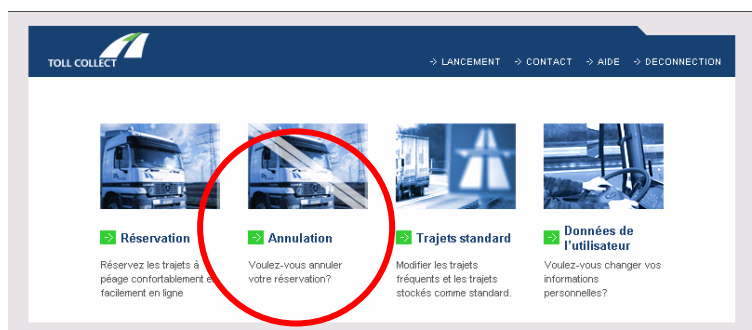 TOLL COLLECT
LANCEMENT CONTACT AIDE DECONNECTION
Réservation
Réservez les trajets à
péage confortablement e
facilement en ligne
Annulation
Voulez-vous annuler
votre réservation?
Trajets standard
Modifier les trajets
fréquents et les trajets
stockés comme standard.
Données de
l'utilisateur
Voulez-vous changer vos
informations
personnelles?